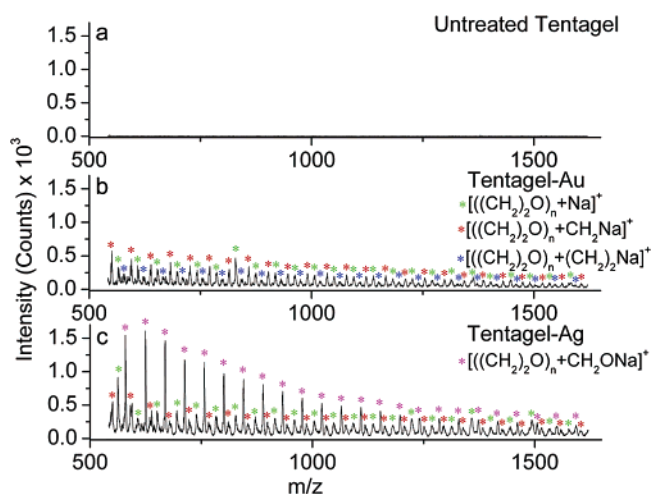 a
Untreated Tentagel
1.5
1.0
0.5
0.0
500 1000 1500
b
Tentagel-Au
* [((CH₂)₂O)ₙ+Na]⁺
* [((CH₂)₂O)ₙ+CH₂Na]⁺
* [((CH₂)₂O)ₙ+(CH₂)₂Na]⁺
1.5
1.0
0.5
0.0
500 1000 1500
c
Tentagel-Ag
* [((CH₂)₂O)ₙ+CH₂ONa]⁺
1.5
1.0
0.5
0.0
500 1000 1500
Intensity (Counts) x 10³
m/z